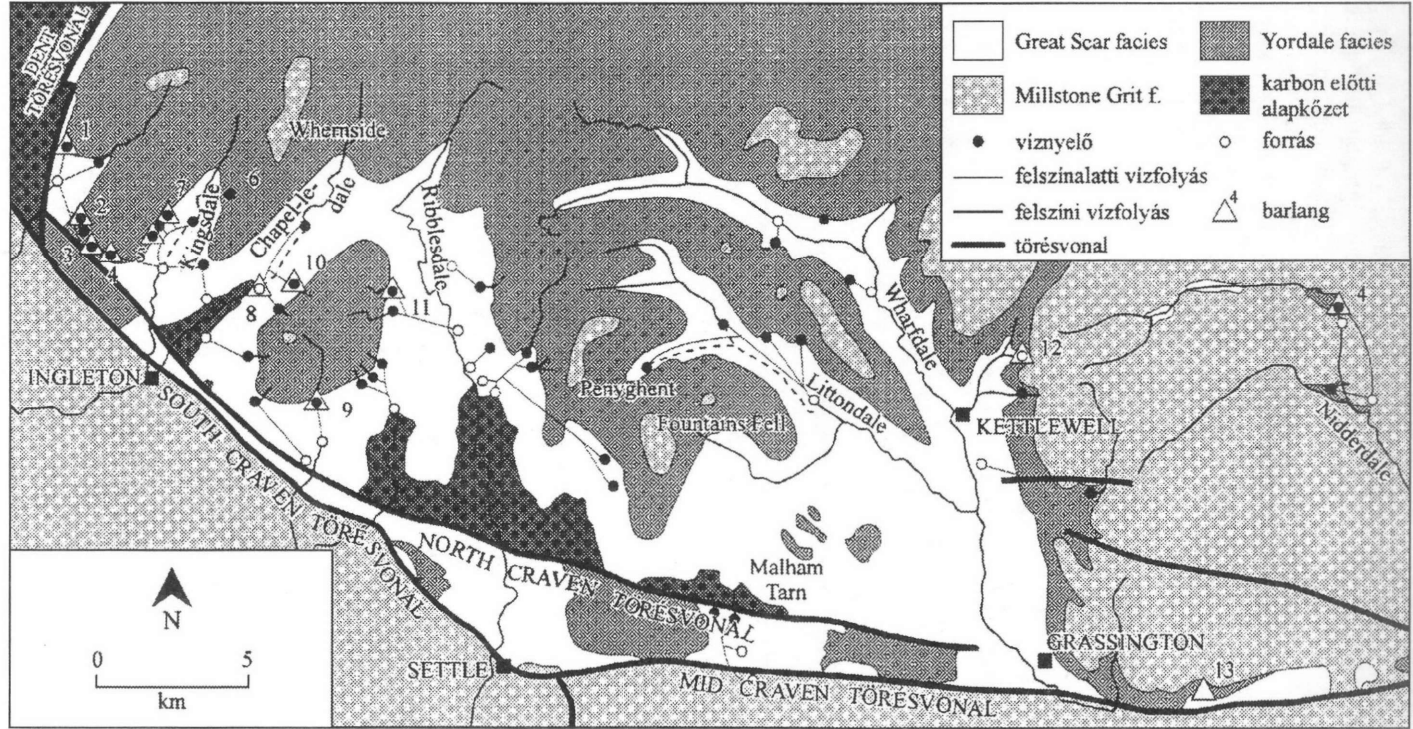 Great Scar facies
Yordale facies
Millstone Grit f.
karbon előtti
alapkőzet
víznyelő
forrás
felszínalatti vízfolyás
felszíni vízfolyás
4
barlang
törésvonal
DENT
TÖRÉSVONAL
1
Whernside
2
7
6
Kingsdale
Chapel-le-
dale
Ribblesdale
3
4
5
8
10
11
9
INGLETON
SOUTH CRAVEN TÖRÉSVONAL
Penyghent
Littondale
Fountains Fell
Wharfdale
12
KETTLEWELL
4
Nidderdale
NORTH CRAVEN TÖRÉSVONAL
Malham
Tarn
SETTLE
MID CRAVEN TÖRÉSVONAL
GRASSINGTON
13
N
0
5
km